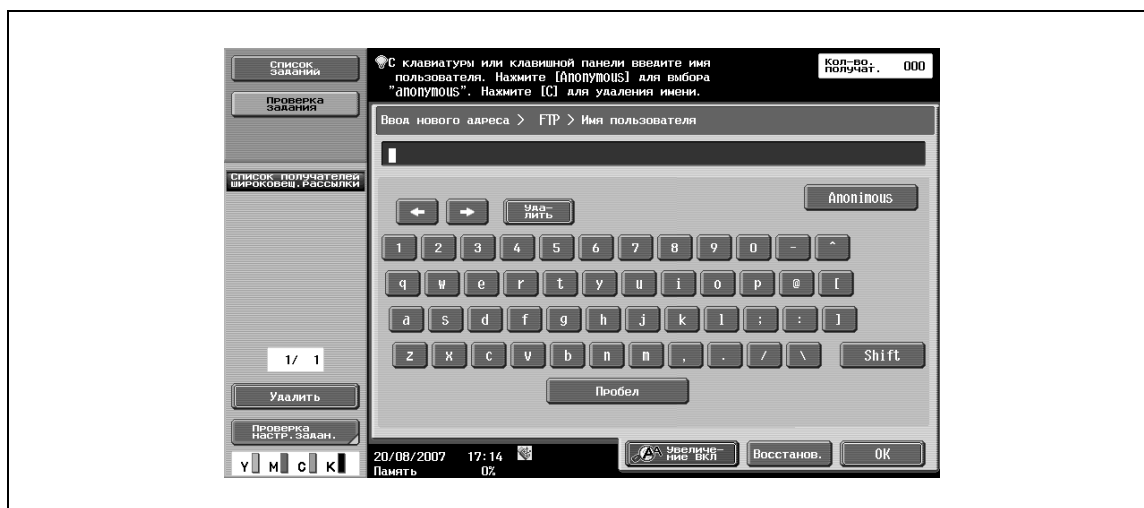 Список
заданий
Проверка
задания
Список получателей
широковещ.рассылки
1/ 1
Удалить
Проверка
настр.задан.
Y M C K
С клавиатуры или клавишной панели введите имя
пользователя. Нажмите [Anonymous] для выбора
"anonymous". Нажмите [C] для удаления имени.
Кол-во.
получат. 000
Ввод нового адреса > FTP > Имя пользователя
Anonimous
← → Уда-
лить
1 2 3 4 5 6 7 8 9 0 - ^
q w e r t y u i o p @ [
a s d f g h j k l ; : ]
z x c v b n m , . / \ Shift
Пробел
20/08/2007 17:14
Память 0%
Увеличе-
ние ВКЛ
Восстанов.
OK